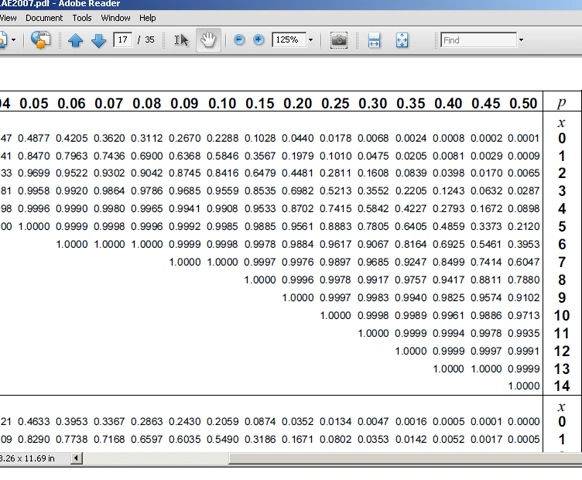 .AE2007.pdf - Adobe Reader
View Document Tools Window Help
17 / 35 125% Find
04 0.05 0.06 0.07 0.08 0.09 0.10 0.15 0.20 0.25 0.30 0.35 0.40 0.45 0.50 p
x
47 0.4877 0.4205 0.3620 0.3112 0.2670 0.2288 0.1028 0.0440 0.0178 0.0068 0.0024 0.0008 0.0002 0.0001 0
41 0.8470 0.7963 0.7436 0.6900 0.6368 0.5846 0.3567 0.1979 0.1010 0.0475 0.0205 0.0081 0.0029 0.0009 1
33 0.9699 0.9522 0.9302 0.9042 0.8745 0.8416 0.6479 0.4481 0.2811 0.1608 0.0839 0.0398 0.0170 0.0065 2
81 0.9958 0.9920 0.9864 0.9786 0.9685 0.9559 0.8535 0.6982 0.5213 0.3552 0.2205 0.1243 0.0632 0.0287 3
98 0.9996 0.9990 0.9980 0.9965 0.9941 0.9908 0.9533 0.8702 0.7415 0.5842 0.4227 0.2793 0.1672 0.0898 4
00 1.0000 0.9999 0.9998 0.9996 0.9992 0.9985 0.9885 0.9561 0.8883 0.7805 0.6405 0.4859 0.3373 0.2120 5
1.0000 1.0000 1.0000 0.9999 0.9998 0.9978 0.9884 0.9617 0.9067 0.8164 0.6925 0.5461 0.3953 6
1.0000 1.0000 0.9997 0.9976 0.9897 0.9685 0.9247 0.8499 0.7414 0.6047 7
1.0000 0.9996 0.9978 0.9917 0.9757 0.9417 0.8811 0.7880 8
1.0000 0.9997 0.9983 0.9940 0.9825 0.9574 0.9102 9
1.0000 0.9998 0.9989 0.9961 0.9886 0.9713 10
1.0000 0.9999 0.9994 0.9978 0.9935 11
1.0000 0.9999 0.9997 0.9991 12
1.0000 1.0000 0.9999 13
1.0000 14
x
21 0.4633 0.3953 0.3367 0.2863 0.2430 0.2059 0.0874 0.0352 0.0134 0.0047 0.0016 0.0005 0.0001 0.0000 0
09 0.8290 0.7738 0.7168 0.6597 0.6035 0.5490 0.3186 0.1671 0.0802 0.0353 0.0142 0.0052 0.0017 0.0005 1
8.26 x 11.69 in